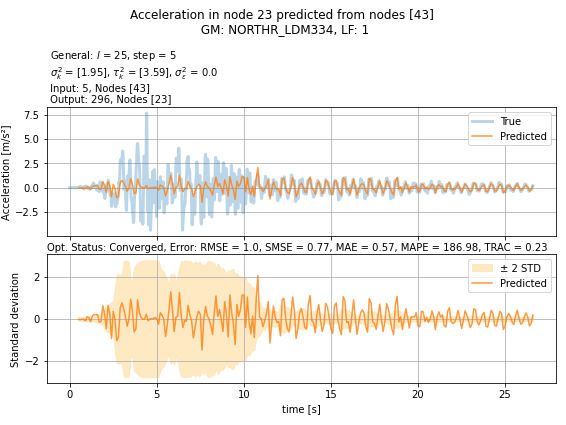 Acceleration in node 23 predicted from nodes [43]
GM: NORTHR_LDM334, LF: 1
General: l = 25, step = 5
σ²ₖ = [1.95], τ²ₖ = [3.59], σ²ε = 0.0
Input: 5, Nodes [43]
Output: 296, Nodes [23]
7.5
5.0
2.5
0.0
−2.5
Acceleration [m/s²]
True
Predicted
Opt. Status: Converged, Error: RMSE = 1.0, SMSE = 0.77, MAE = 0.57, MAPE = 186.98, TRAC = 0.23
2
0
−2
Standard deviation
± 2 STD
Predicted
0 5 10 15 20 25
time [s]